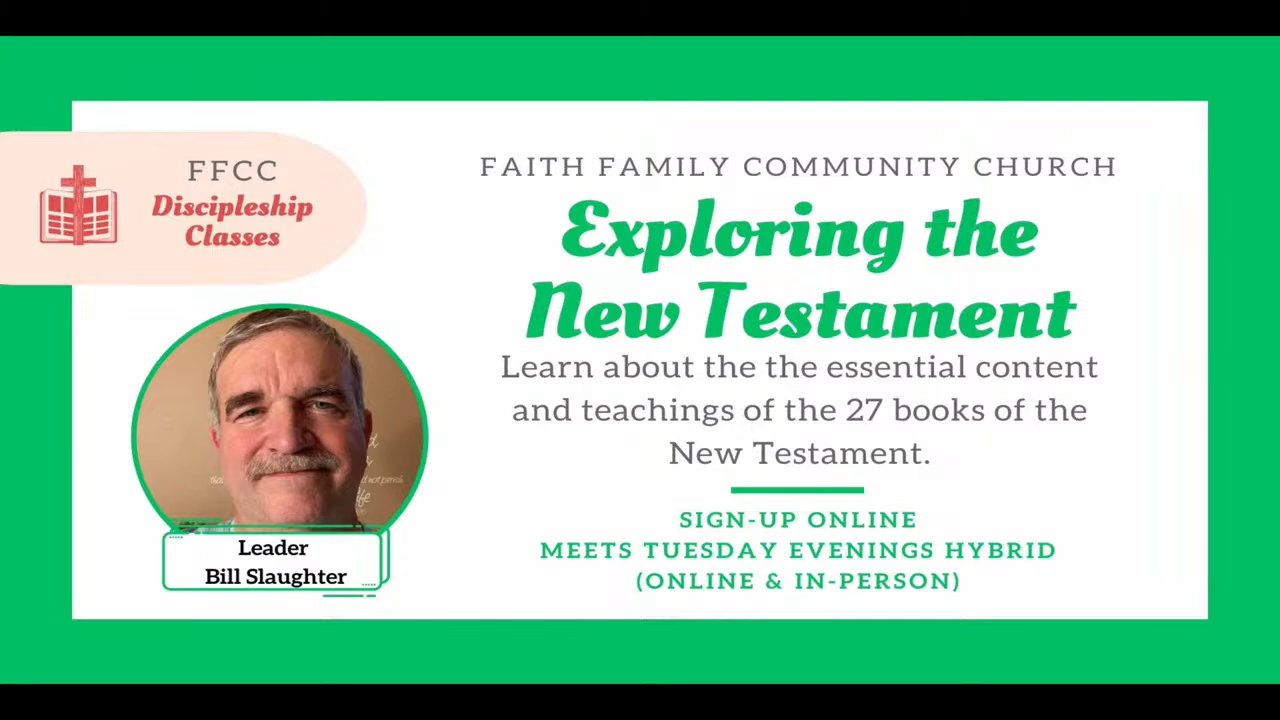 FFCC
Discipleship
Classes
FAITH FAMILY COMMUNITY CHURCH
Exploring the
New Testament
Learn about the the essential content
and teachings of the 27 books of the
New Testament.
SIGN-UP ONLINE
MEETS TUESDAY EVENINGS HYBRID
(ONLINE & IN-PERSON)
Leader
Bill Slaughter